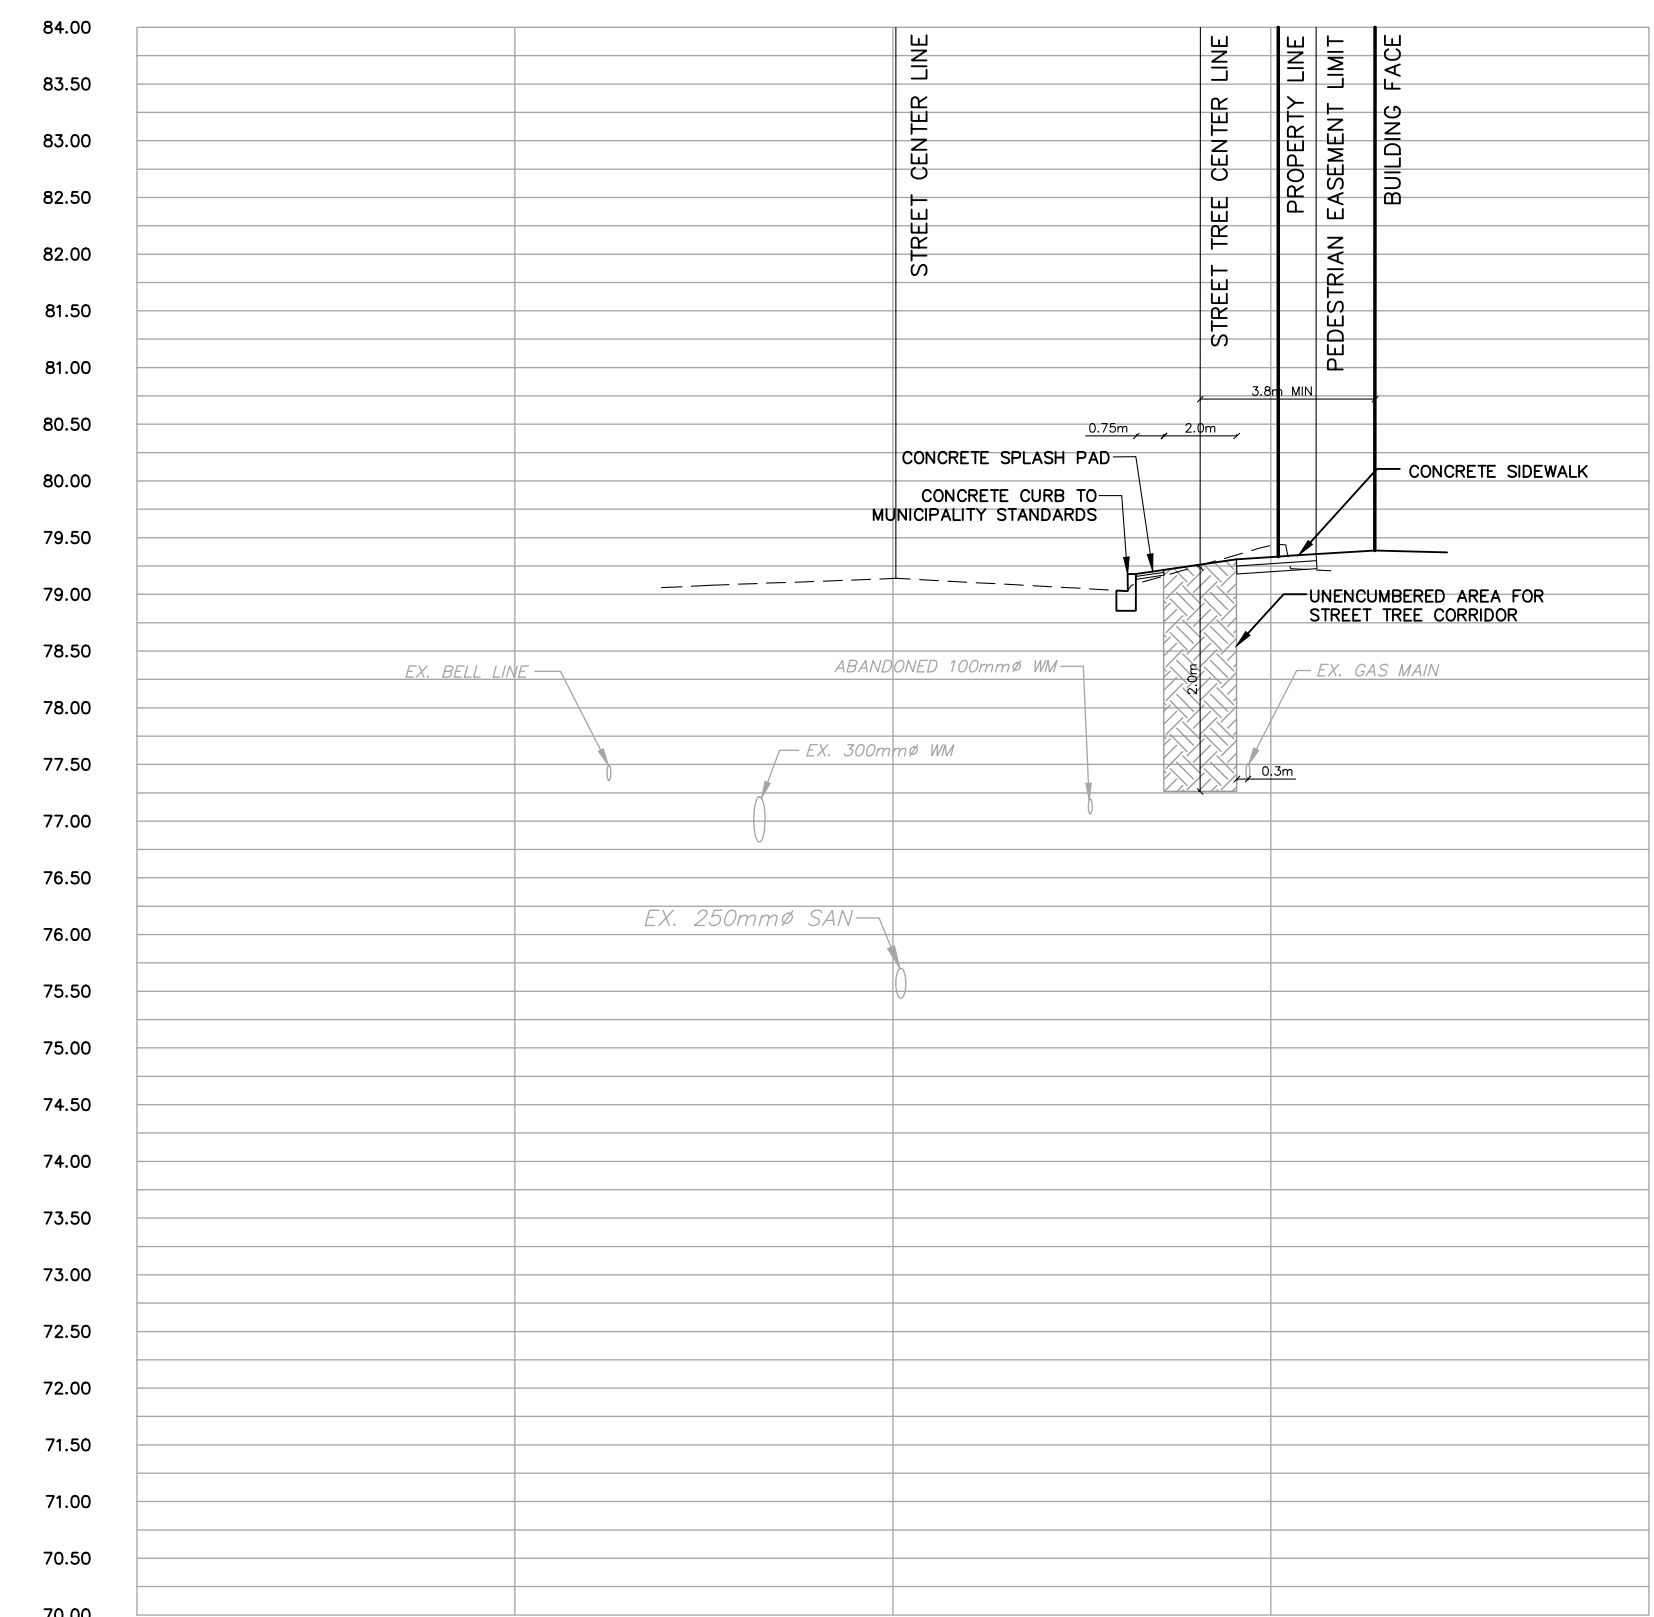 84.00
83.50
83.00
82.50
82.00
81.50
81.00
80.50
80.00
79.50
79.00
78.50
78.00
77.50
77.00
76.50
76.00
75.50
75.00
74.50
74.00
73.50
73.00
72.50
72.00
71.50
71.00
70.50
70.00
STREET CENTER LINE
STREET TREE CENTER LINE
PROPERTY LINE
PEDESTRIAN EASEMENT LIMIT
BUILDING FACE
3.8m MIN
0.75m
2.0m
CONCRETE SPLASH PAD
CONCRETE SIDEWALK
CONCRETE CURB TO
MUNICIPALITY STANDARDS
UNENCUMBERED AREA FOR
STREET TREE CORRIDOR
EX. BELL LINE
ABANDONED 100mmø WM
2.0m
EX. GAS MAIN
EX. 300mmø WM
0.3m
EX. 250mmø SAN